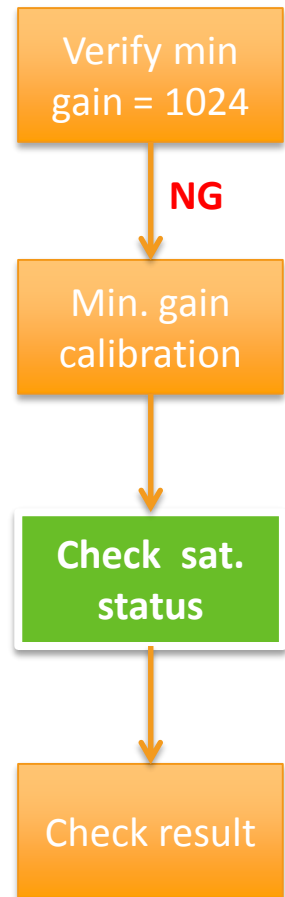 Verify min
gain = 1024
NG
Min. gain
calibration
Check sat.
status
Check result